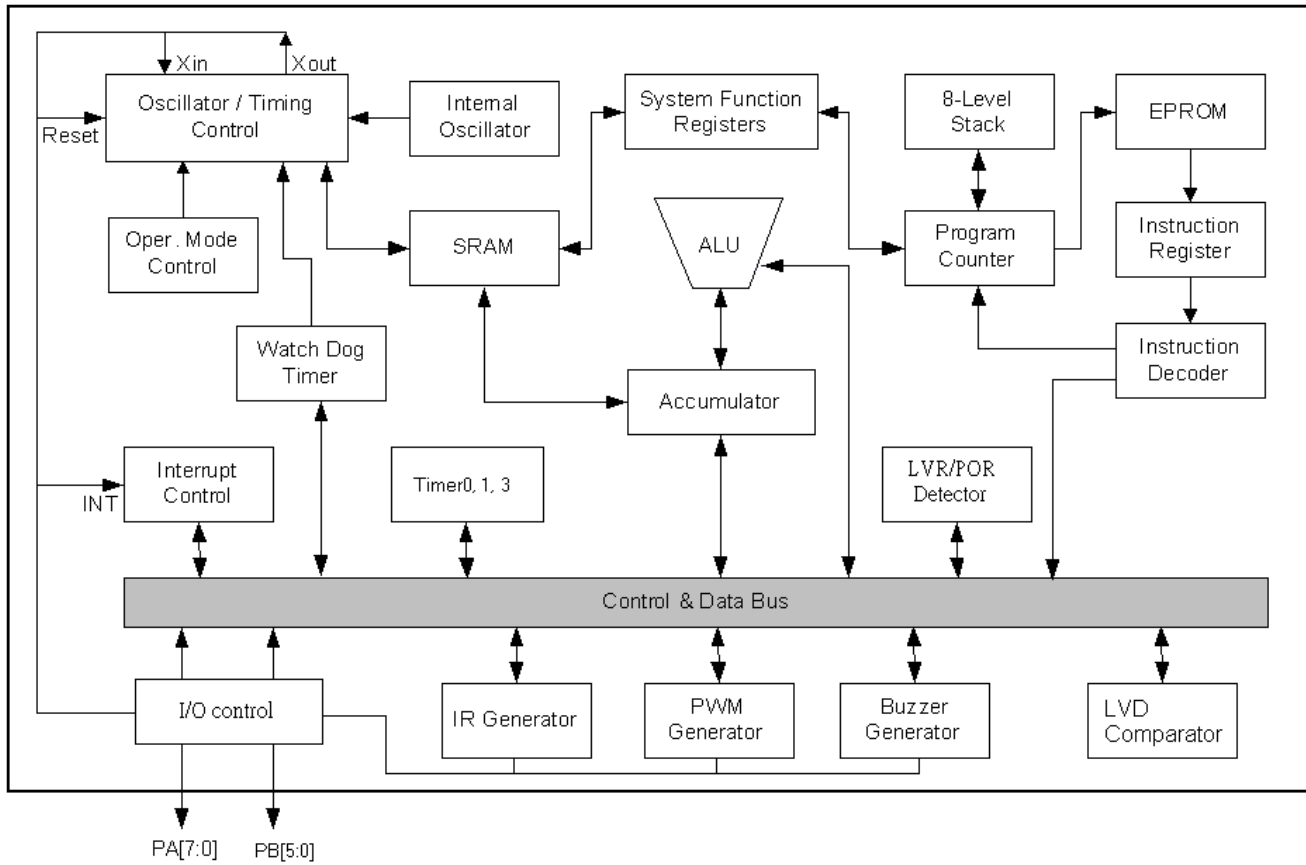 Xin
Xout
Oscillator / Timing
Control
Reset
Internal
Oscillator
System Function
Registers
8-Level
Stack
EPROM
Oper. Mode
Control
SRAM
ALU
Program
Counter
Instruction
Register
Watch Dog
Timer
Accumulator
Instruction
Decoder
Interrupt
Control
INT
Timer0, 1, 3
LVR/POR
Detector
Control & Data Bus
I/O control
IR Generator
PWM
Generator
Buzzer
Generator
LVD
Comparator
PA[7:0]
PB[5:0]